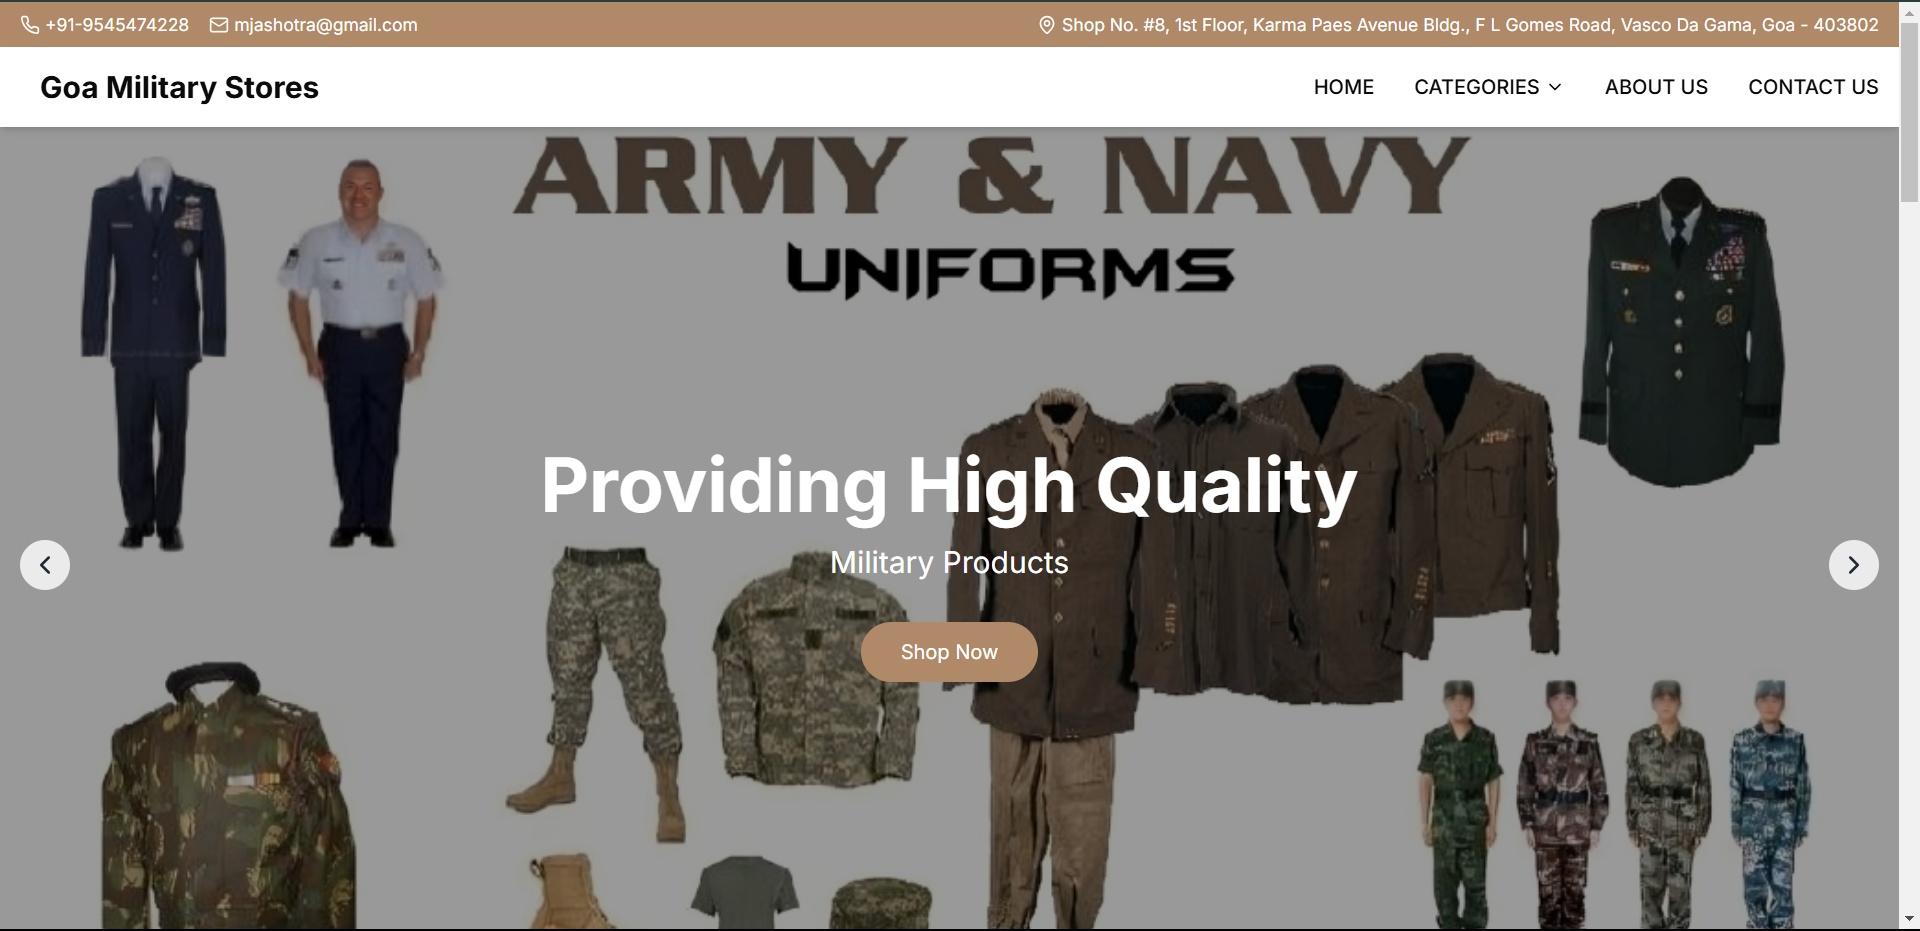 +91-9545474228 mjashotra@gmail.com Shop No. #8, 1st Floor, Karma Paes Avenue Bldg., F L Gomes Road, Vasco Da Gama, Goa - 403802
Goa Military Stores HOME CATEGORIES ABOUT US CONTACT US
ARMY & NAVY
UNIFORMS
Providing High Quality
Military Products
Shop Now